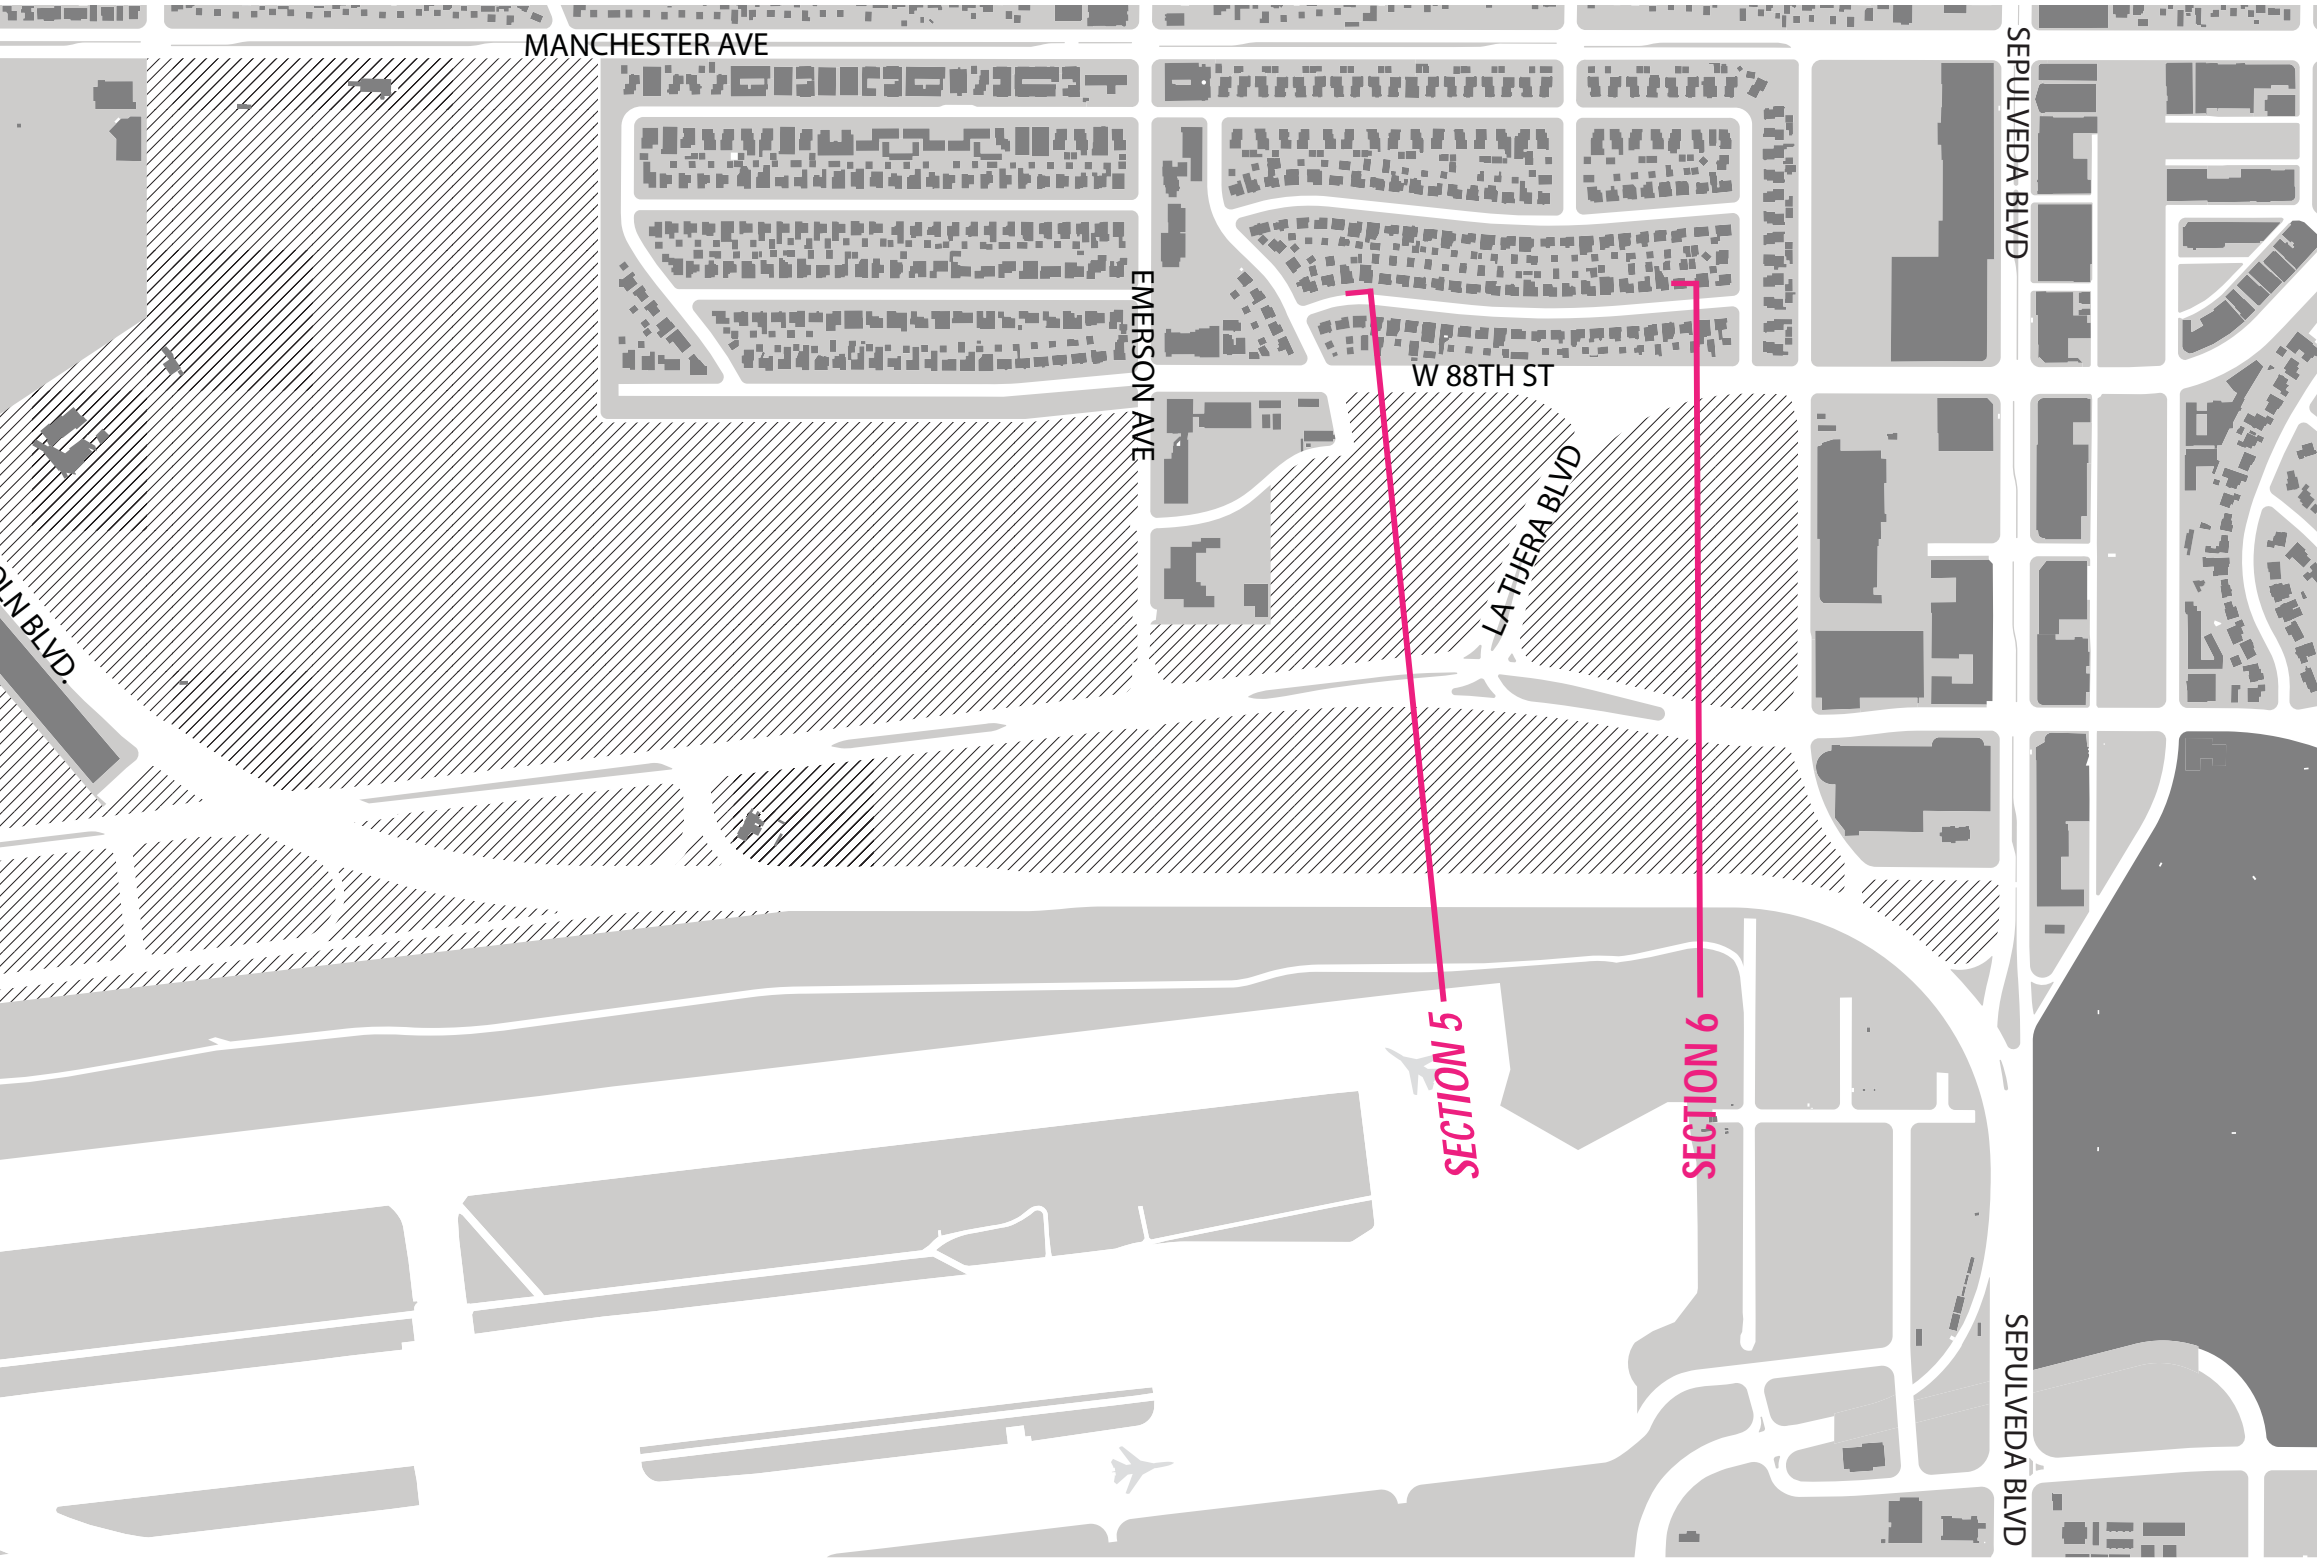 MANCHESTER AVE
SEPULVEDA BLVD
EMERSON AVE
W 88TH ST
LA TIJERA BLVD
OLN BLVD.
SECTION 5
SECTION 6
SEPULVEDA BLVD